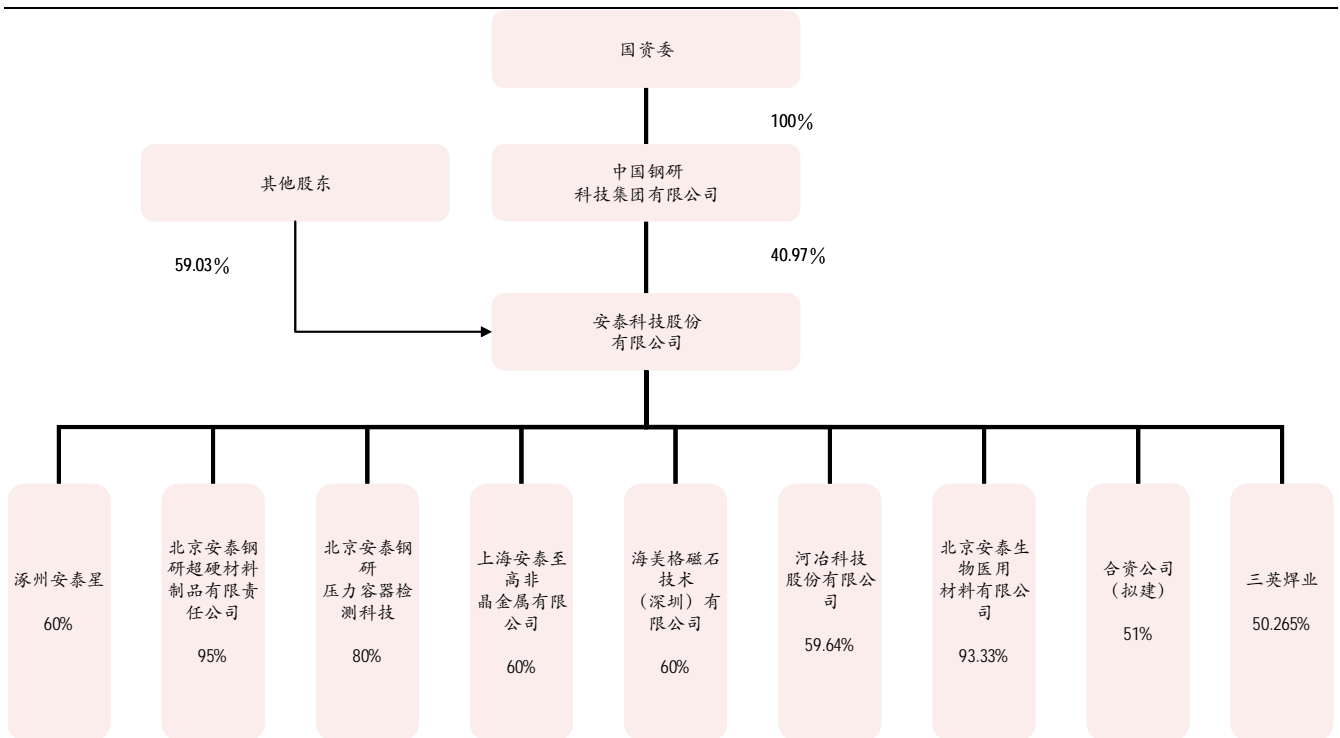 国资委
100%
其他股东
中国钢研
科技集团有限公司
59.03%
40.97%
安泰科技股份
有限公司
涿州安泰星
60%
北京安泰钢
研超硬材料
制品有限责
任公司
95%
北京安泰钢
研
压力容器检
测科技
80%
上海安泰至
高非
晶金属有限
公司
60%
海美格磁石
技术
（深圳）有
限公司
60%
河冶科技
股份有限公
司
59.64%
北京安泰生
物医用
材料有限公
司
93.33%
合资公司
（拟建）
51%
三英焊业
50.265%